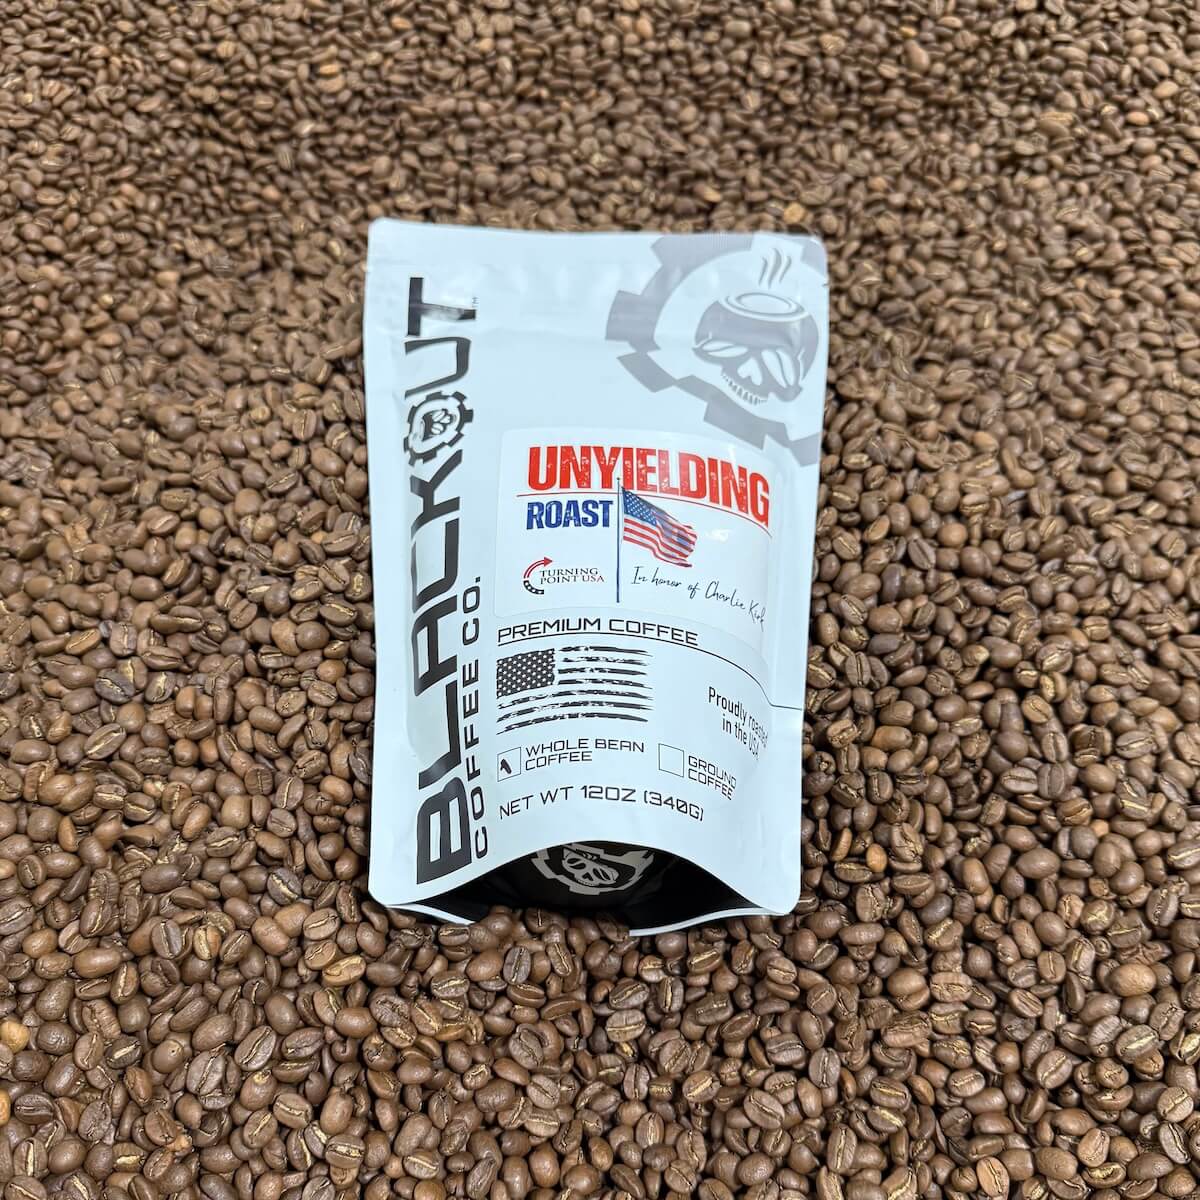 BLACKOUT
TM
COFFEE CO.
UNYIELDING
ROAST
TURNING
POINT USA
In honor of Charlie Kirk
PREMIUM COFFEE
Proudly roasted
in the USA
WHOLE BEAN
COFFEE
GROUND
COFFEE
NET WT 12OZ (340G)